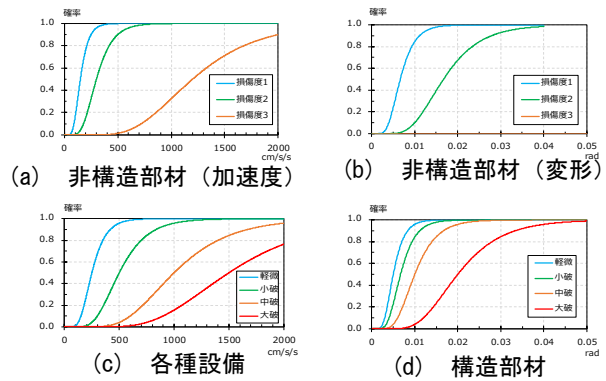 確率
1.0
0.8
0.6
0.4
0.2
0.0
損傷度1
損傷度2
損傷度3
0 500 1000 1500 2000
cm/s/s
(a) 非構造部材（加速度）
確率
1.0
0.8
0.6
0.4
0.2
0.0
損傷度1
損傷度2
損傷度3
0 0.01 0.02 0.03 0.04 0.05
rad
(b) 非構造部材（変形）
確率
1.0
0.8
0.6
0.4
0.2
0.0
軽微
小破
中破
大破
0 500 1000 1500 2000
cm/s/s
(c) 各種設備
確率
1.0
0.8
0.6
0.4
0.2
0.0
軽微
小破
中破
大破
0 0.01 0.02 0.03 0.04 0.05
rad
(d) 構造部材